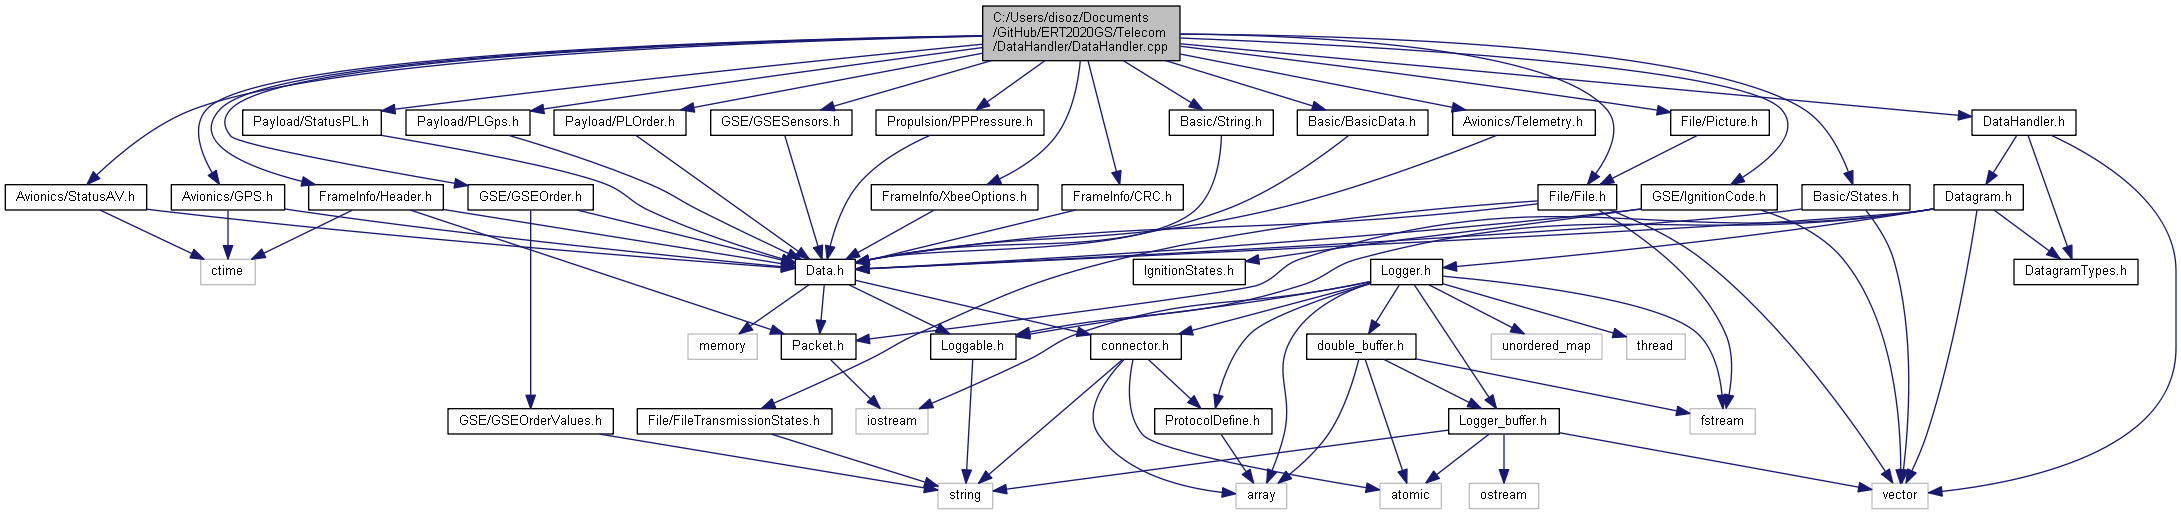 C:/Users/disoz/Documents
/GitHub/ERT2020GS/Telecom
/DataHandler/DataHandler.cpp
Payload/StatusPL.h
Payload/PLGps.h
Payload/PLOrder.h
GSE/GSESensors.h
Propulsion/PPPressure.h
Basic/String.h
Basic/BasicData.h
Avionics/Telemetry.h
File/Picture.h
DataHandler.h
Avionics/StatusAV.h
Avionics/GPS.h
FrameInfo/Header.h
GSE/GSEOrder.h
FrameInfo/XbeeOptions.h
FrameInfo/CRC.h
File/File.h
GSE/IgnitionCode.h
Basic/States.h
Datagram.h
ctime
Data.h
IgnitionStates.h
Logger.h
DatagramTypes.h
memory
Packet.h
Loggable.h
connector.h
double_buffer.h
unordered_map
thread
GSE/GSEOrderValues.h
File/FileTransmissionStates.h
iostream
ProtocolDefine.h
Logger_buffer.h
fstream
string
array
atomic
ostream
vector